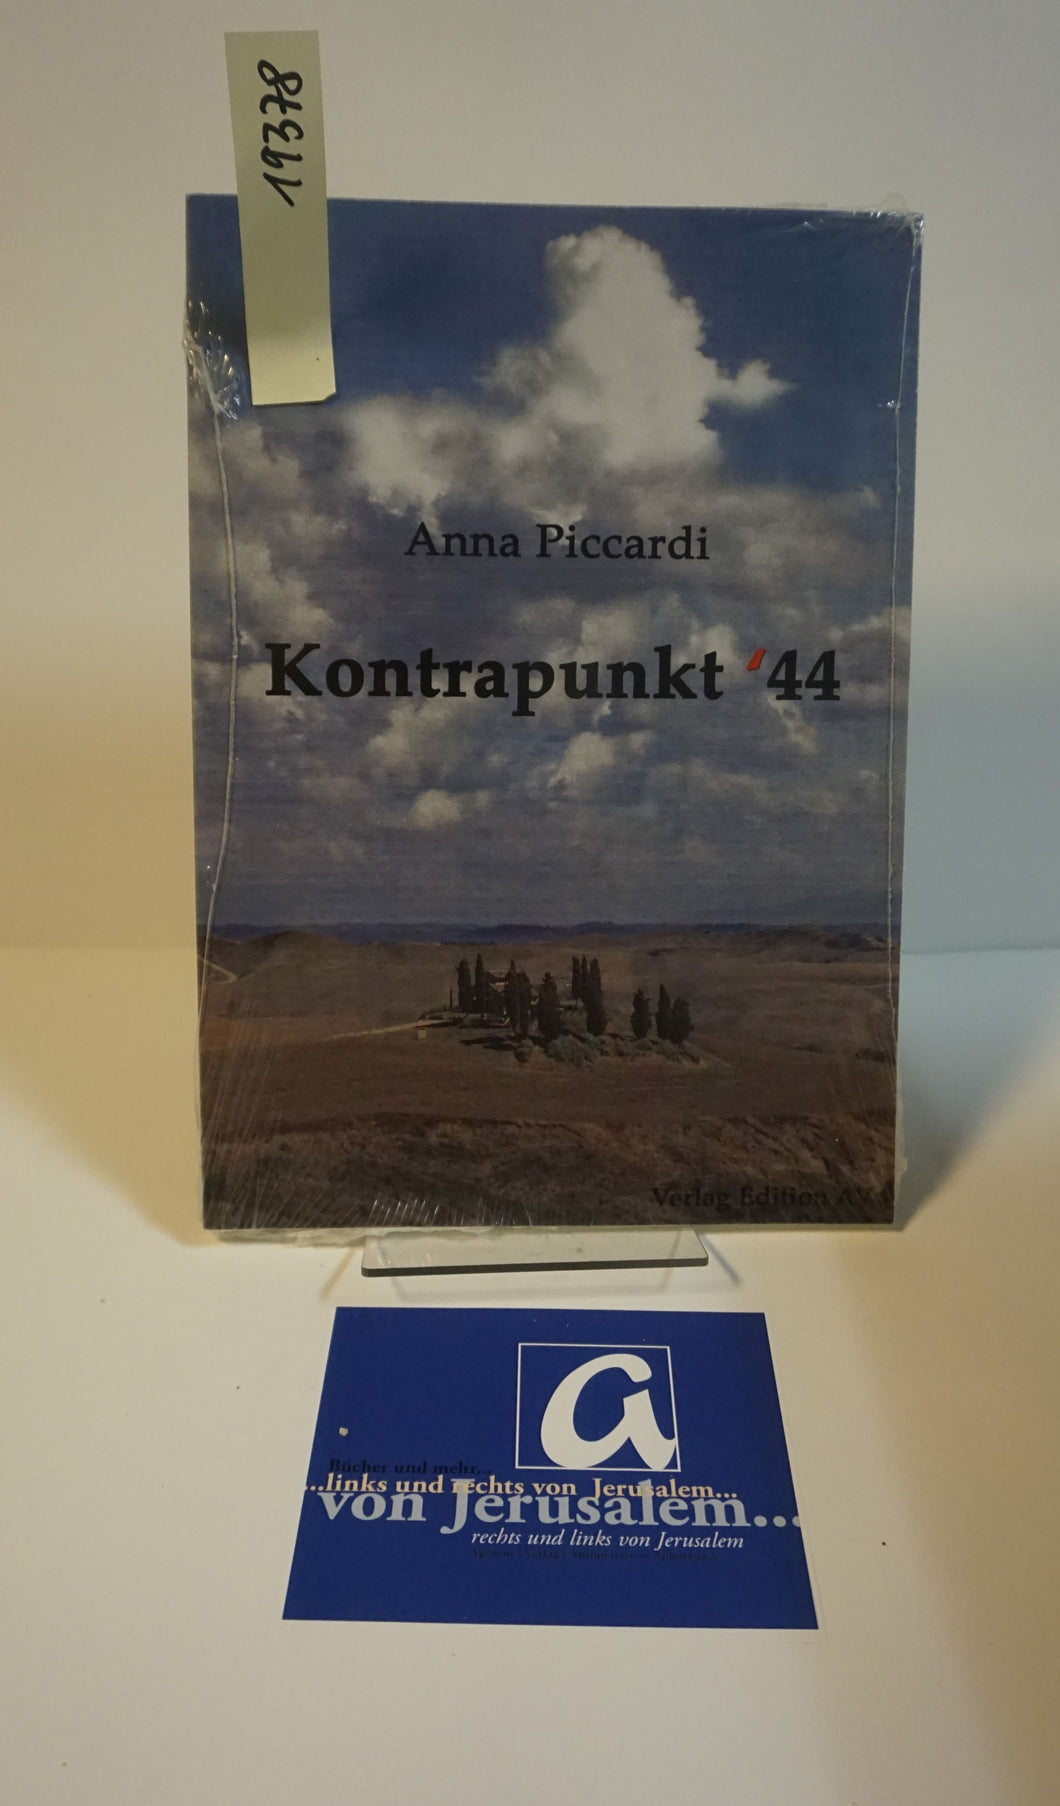 19378
Anna Piccardi
Kontrapunkt '44
Verlag Edition AV
a
Bücher und mehr...
...links und rechts von Jerusalem...
von Jerusalem...
rechts und links von Jerusalem